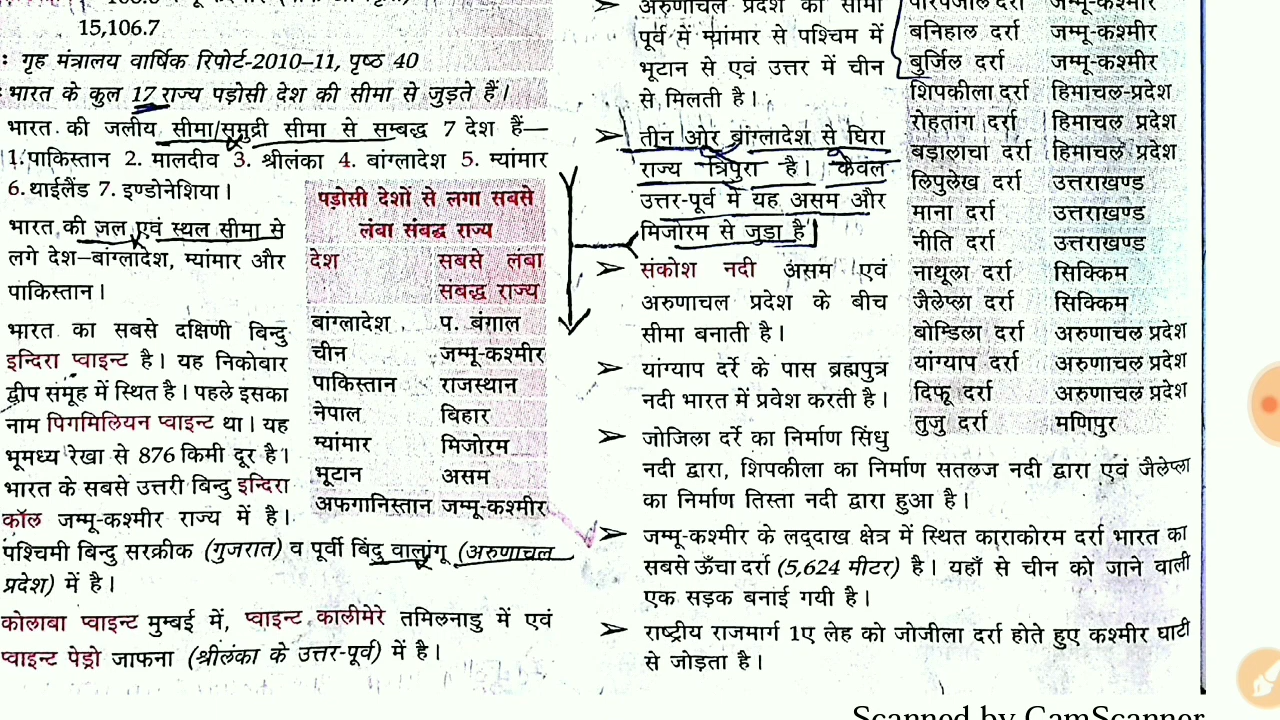 15,106.7
: गृह मंत्रालय वार्षिक रिपोर्ट-2010–11, पृष्ठ 40
भारत के कुल 17 राज्य पड़ोसी देश की सीमा से जुड़ते हैं।
भारत की जलीय सीमा/समुद्री सीमा से सम्बद्ध 7 देश हैं—
1. पाकिस्तान 2. मालदीव 3. श्रीलंका 4. बांग्लादेश 5. म्यांमार
6. थाईलैंड 7. इण्डोनेशिया।
भारत की जल एवं स्थल सीमा से
लगे देश–बांग्लादेश, म्यांमार और
पाकिस्तान।
भारत का सबसे दक्षिणी बिन्दु
इन्दिरा प्वाइन्ट है। यह निकोबार
द्वीप समूह में स्थित है। पहले इसका
नाम पिगमिलियन प्वाइन्ट था। यह
भूमध्य रेखा से 876 किमी दूर है।
भारत के सबसे उत्तरी बिन्दु इन्दिरा
कॉल जम्मू-कश्मीर राज्य में है।
पश्चिमी बिन्दु सरक्रीक (गुजरात) व पूर्वी बिंदु वालांगू (अरुणाचल
प्रदेश) में है।
कोलाबा प्वाइन्ट मुम्बई में, प्वाइन्ट कालीमेरे तमिलनाडु में एवं
प्वाइन्ट पेड्रो जाफना (श्रीलंका के उत्तर-पूर्व) में है।
पड़ोसी देशों से लगा सबसे
लंबा संबद्ध राज्य
देश सबसे लंबा
संबद्ध राज्य
बांग्लादेश प. बंगाल
चीन जम्मू-कश्मीर
पाकिस्तान राजस्थान
नेपाल बिहार
म्यांमार मिजोरम
भूटान असम
अफगानिस्तान जम्मू-कश्मीर
➢ अरुणाचल प्रदेश की सीमा
पूर्व में म्यांमार से पश्चिम में
भूटान से एवं उत्तर में चीन
से मिलती है।
➢ तीन ओर बांग्लादेश से घिरा
राज्य त्रिपुरा है। केवल
उत्तर-पूर्व में यह असम और
मिजोरम से जुड़ा है
➢ संकोश नदी असम एवं
अरुणाचल प्रदेश के बीच
सीमा बनाती है।
➢ यांग्याप दर्रे के पास ब्रह्मपुत्र
नदी भारत में प्रवेश करती है।
➢ जोजिला दर्रे का निर्माण सिंधु
नदी द्वारा, शिपकीला का निर्माण सतलज नदी द्वारा एवं जैलेप्ला
का निर्माण तिस्ता नदी द्वारा हुआ है।
➢ जम्मू-कश्मीर के लद्दाख क्षेत्र में स्थित काराकोरम दर्रा भारत का
सबसे ऊँचा दर्रा (5,624 मीटर) है। यहाँ से चीन को जाने वाली
एक सड़क बनाई गयी है।
➢ राष्ट्रीय राजमार्ग 1ए लेह को जोजीला दर्रा होते हुए कश्मीर घाटी
से जोड़ता है।
पीरपंजाल दर्रा जम्मू-कश्मीर
बनिहाल दर्रा जम्मू-कश्मीर
बुर्जिल दर्रा जम्मू-कश्मीर
शिपकीला दर्रा हिमाचल-प्रदेश
रोहतांग दर्रा हिमाचल प्रदेश
बड़ालाचा दर्रा हिमाचल प्रदेश
लिपुलेख दर्रा उत्तराखण्ड
माना दर्रा उत्तराखण्ड
नीति दर्रा उत्तराखण्ड
नाथूला दर्रा सिक्किम
जैलेप्ला दर्रा सिक्किम
बोम्डिला दर्रा अरुणाचल प्रदेश
यांग्याप दर्रा अरुणाचल प्रदेश
दिफू दर्रा अरुणाचल प्रदेश
तुजु दर्रा मणिपुर
Scanned by CamScanner